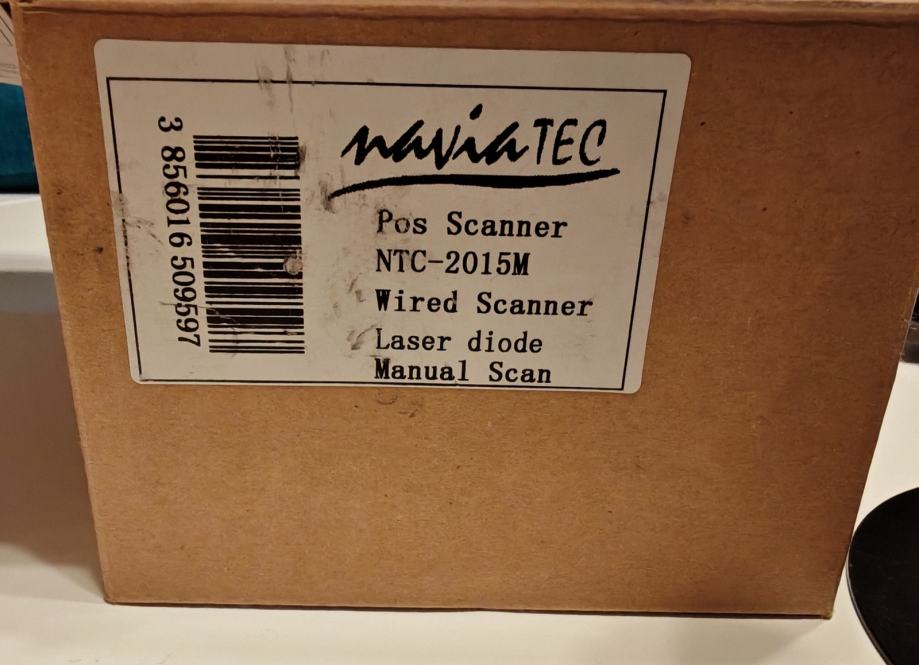 3 856016 509597
naviaTEC
Pos Scanner
NTC-2015M
Wired Scanner
Laser diode
Manual Scan